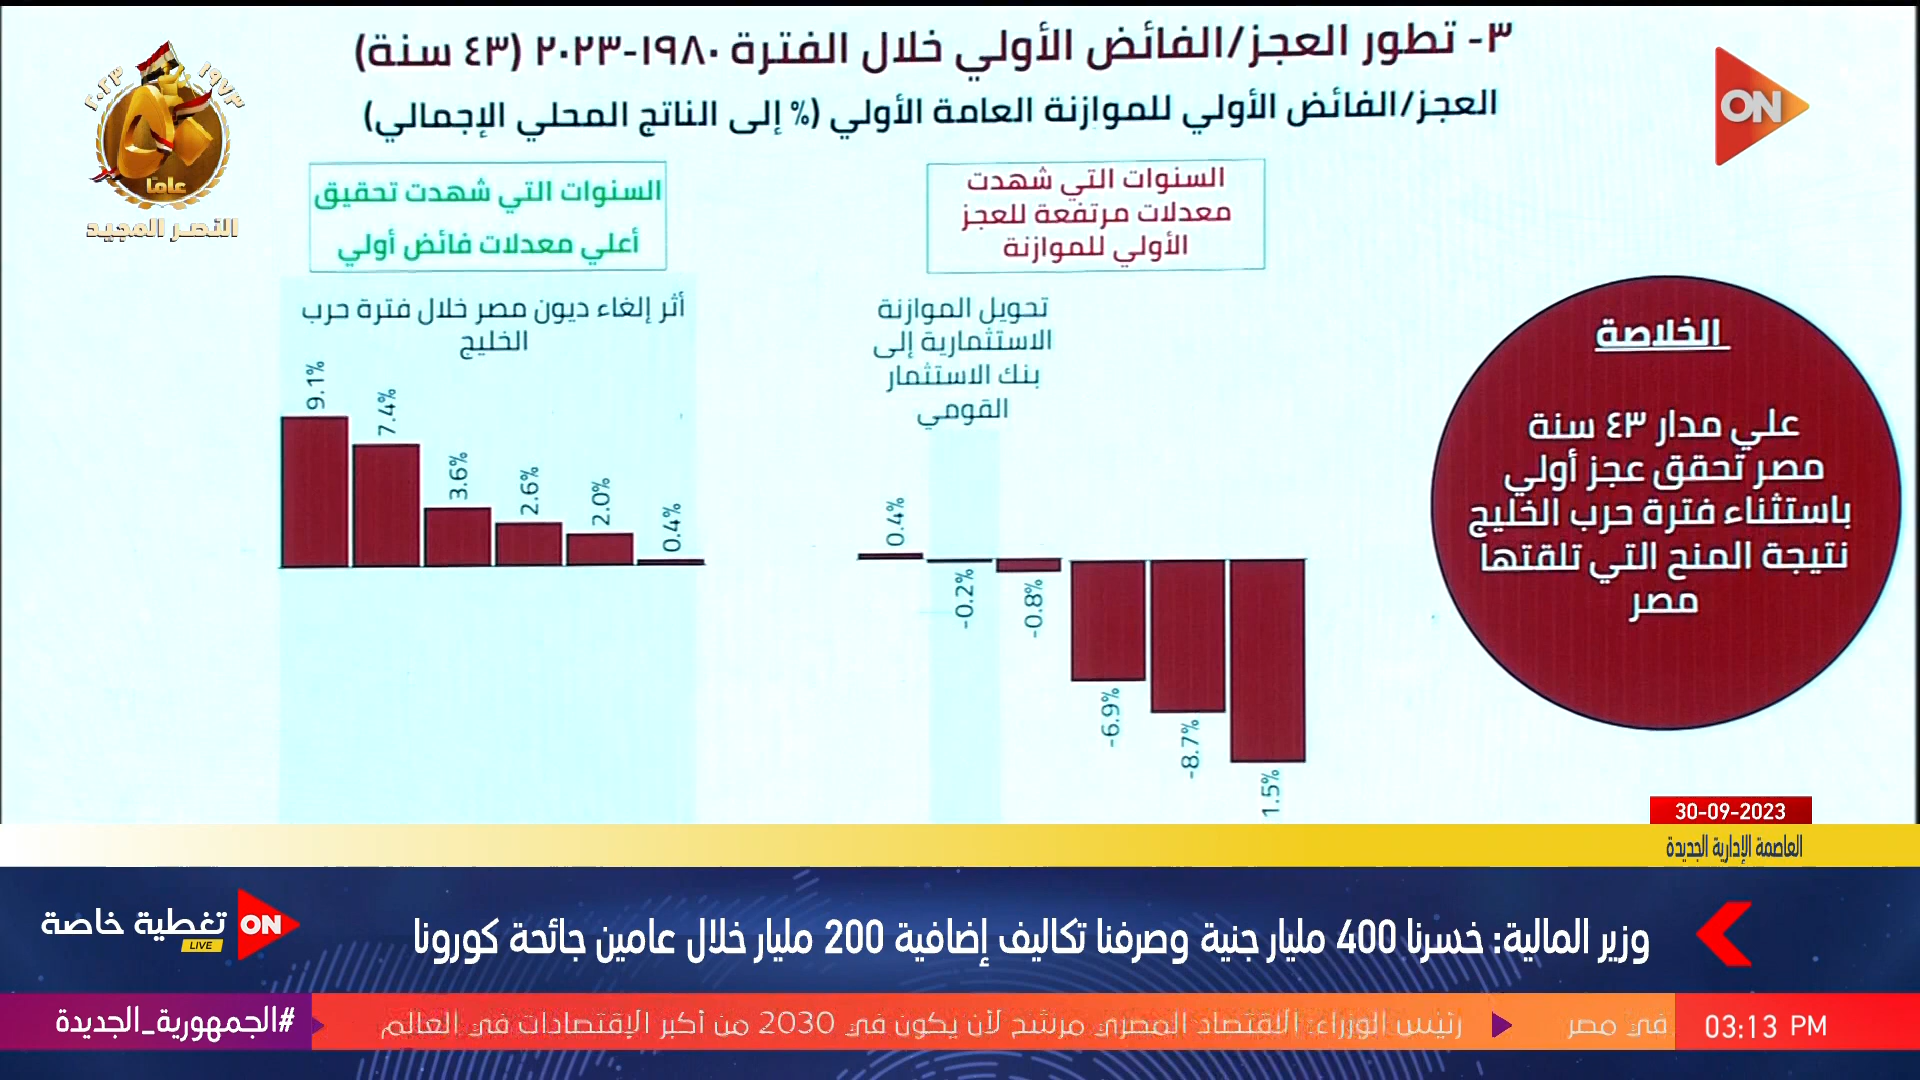 ٣- تطور العجز/الفائض الأولي خلال الفترة ١٩٨٠-٢٠٢٣ (٤٣ سنة)
العجز/الفائض الأولي للموازنة العامة الأولي (% إلى الناتج المحلي الإجمالي)
١٩٧٣
٢٠٢٣
عاما
النصر المجيد
ON
السنوات التي شهدت
معدلات مرتفعة للعجز
الأولي للموازنة
السنوات التي شهدت تحقيق
أعلي معدلات فائض أولي
تحويل الموازنة
الاستثمارية إلى
بنك الاستثمار
القومي
أثر إلغاء ديون مصر خلال فترة حرب
الخليج
9.1%
7.4%
3.6%
2.6%
2.0%
0.4%
0.4%
-0.2%
-0.8%
-6.9%
-8.7%
1.5%
الخلاصة
علي مدار ٤٣ سنة
مصر تحقق عجز أولي
باستثناء فترة حرب الخليج
نتيجة المنح التي تلقتها
مصر
30-09-2023
العاصمة الإدارية الجديدة
وزير المالية: خسرنا 400 مليار جنية وصرفنا تكاليف إضافية 200 مليار خلال عامين جائحة كورونا
ON تغطية خاصة
LIVE
03:13 PM
في مصر
رئيس الوزراء: الاقتصاد المصري مرشح لأن يكون في 2030 من أكبر الإقتصادات في العالم
#الجمهورية_الجديدة